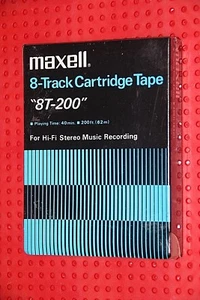 maxell®
8-Track Cartridge Tape
"8T-200"
■ Playing Time: 40min. ■ 200ft (62m)
For Hi-Fi Stereo Music Recording